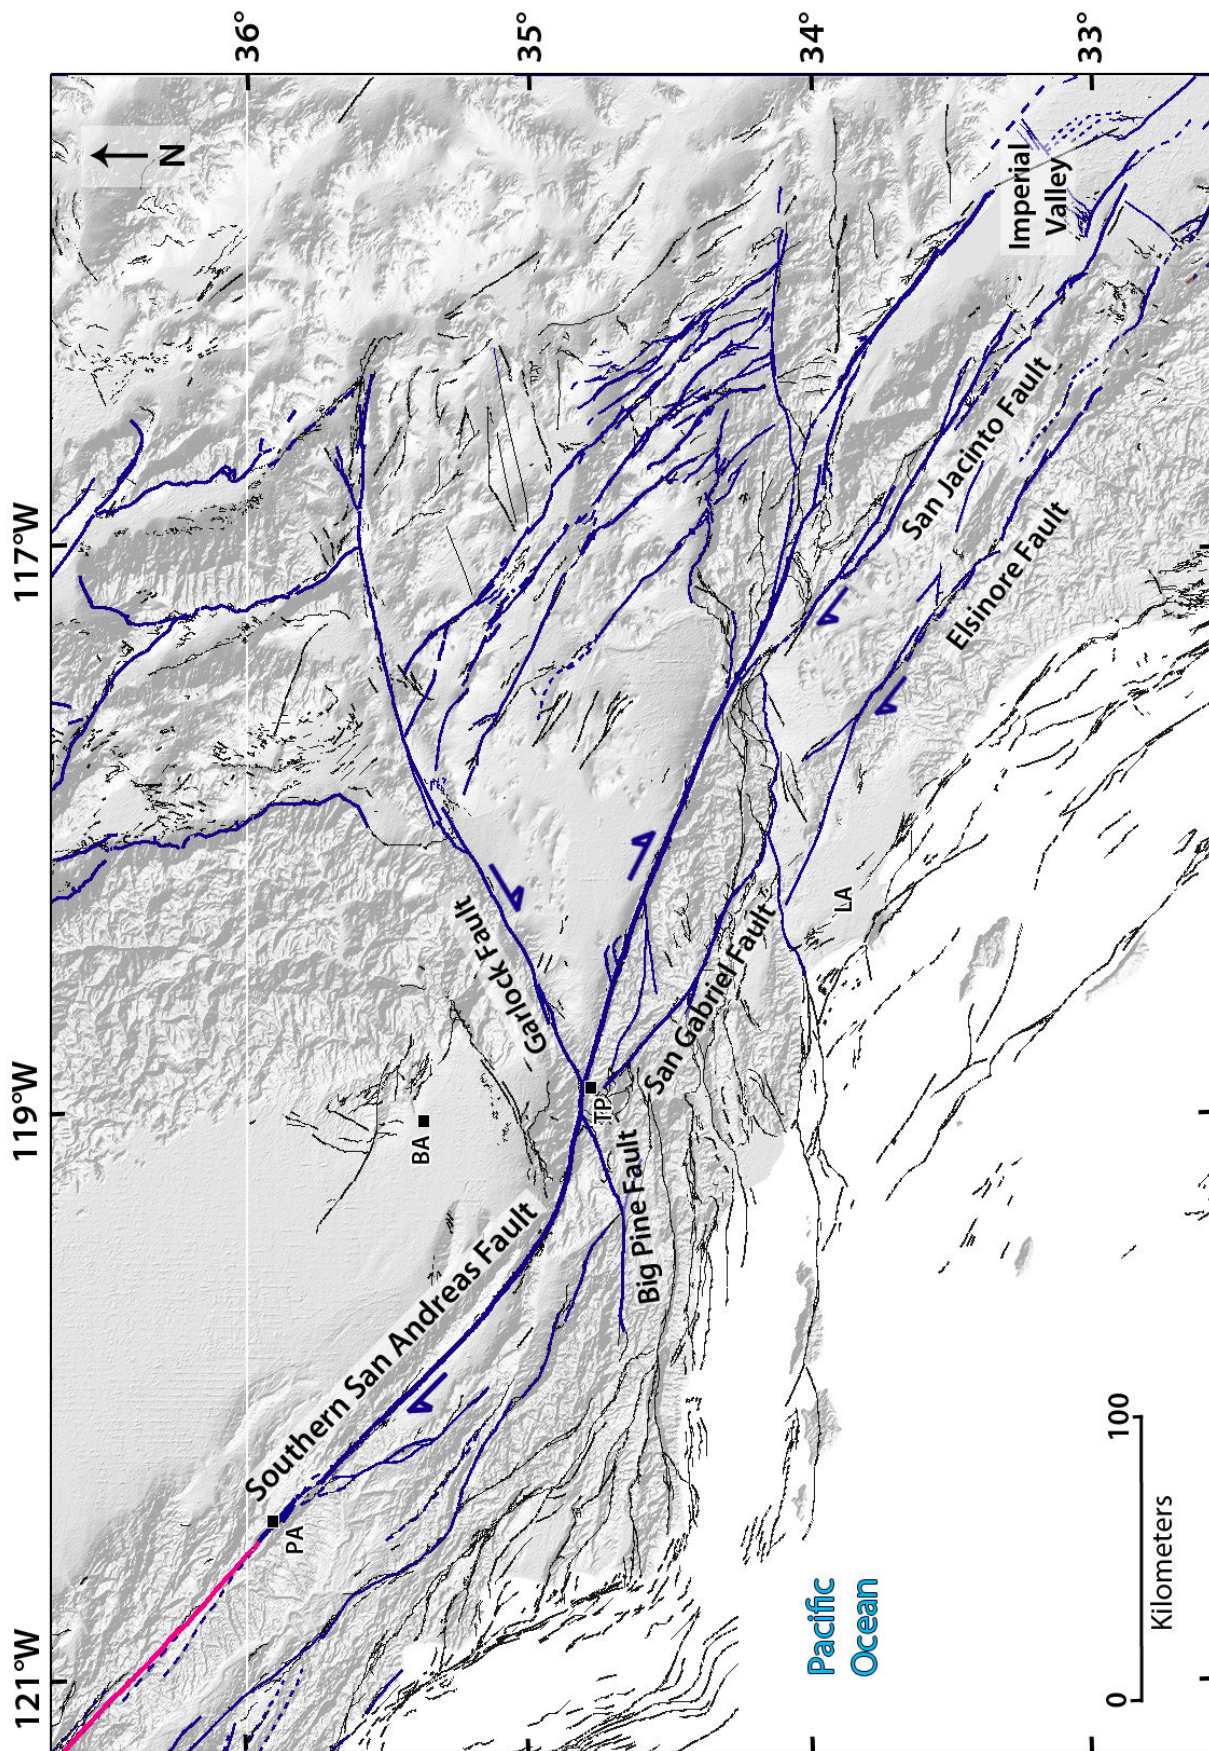 121°W
119°W
117°W
36°
35°
34°
33°
N
Southern San Andreas Fault
PA
BA
TP
LA
Garlock Fault
Big Pine Fault
San Gabriel Fault
San Jacinto Fault
Elsinore Fault
Imperial
Valley
Pacific
Ocean
0
100
Kilometers